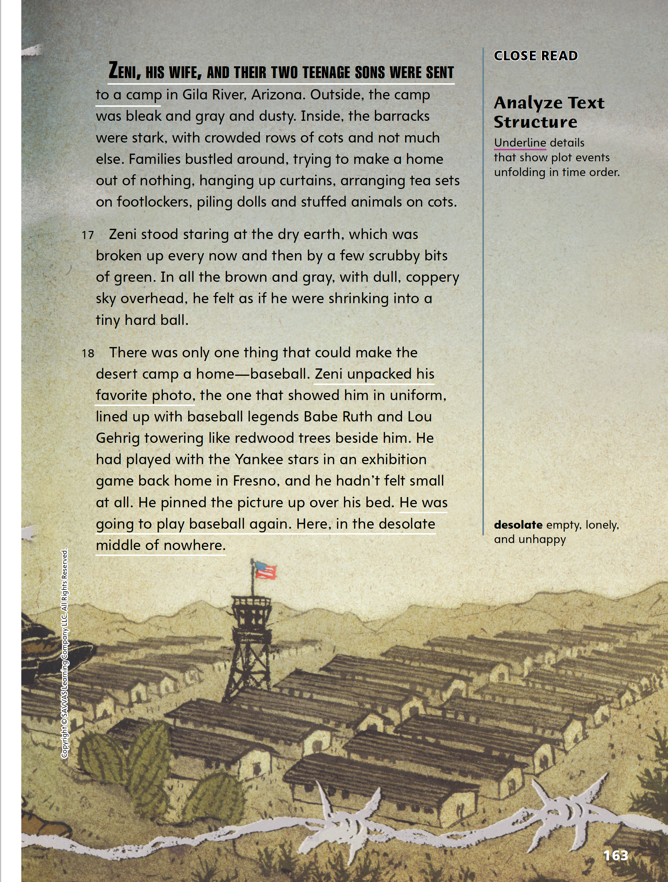 ZENI, HIS WIFE, AND THEIR TWO TEENAGE SONS WERE SENT
to a camp in Gila River, Arizona. Outside, the camp
was bleak and gray and dusty. Inside, the barracks
were stark, with crowded rows of cots and not much
else. Families bustled around, trying to make a home
out of nothing, hanging up curtains, arranging tea sets
on footlockers, piling dolls and stuffed animals on cots.
17 Zeni stood staring at the dry earth, which was
broken up every now and then by a few scrubby bits
of green. In all the brown and gray, with dull, coppery
sky overhead, he felt as if he were shrinking into a
tiny hard ball.
18 There was only one thing that could make the
desert camp a home—baseball. Zeni unpacked his
favorite photo, the one that showed him in uniform,
lined up with baseball legends Babe Ruth and Lou
Gehrig towering like redwood trees beside him. He
had played with the Yankee stars in an exhibition
game back home in Fresno, and he hadn't felt small
at all. He pinned the picture up over his bed. He was
going to play baseball again. Here, in the desolate
middle of nowhere.
CLOSE READ
Analyze Text
Structure
Underline details
that show plot events
unfolding in time order.
desolate empty, lonely,
and unhappy
Copyright © SAVVAS Learning Company LLC. All Rights Reserved.
163